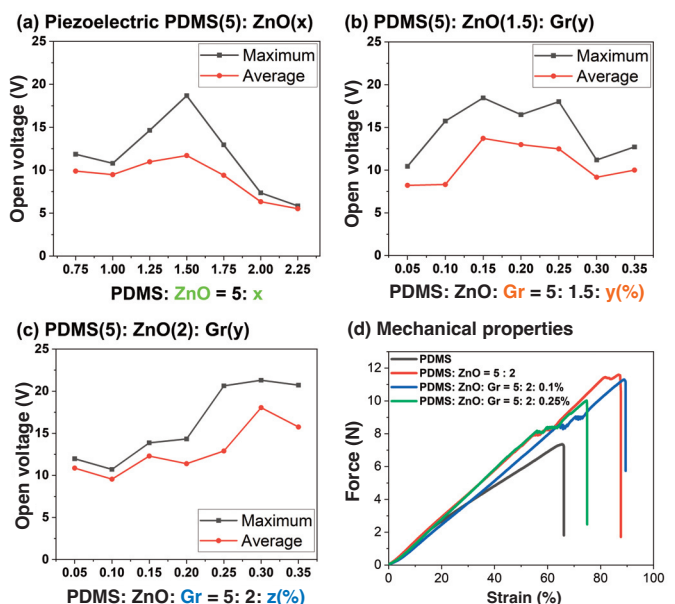 (a) Piezoelectric PDMS(5): ZnO(x)
Open voltage (V)
25
20
15
10
5
0
Maximum
Average
0.75 1.00 1.25 1.50 1.75 2.00 2.25
PDMS: ZnO = 5: x
(b) PDMS(5): ZnO(1.5): Gr(y)
Open voltage (V)
25
20
15
10
5
0
Maximum
Average
0.05 0.10 0.15 0.20 0.25 0.30 0.35
PDMS: ZnO: Gr = 5: 1.5: y(%)
(c) PDMS(5): ZnO(2): Gr(y)
Open voltage (V)
25
20
15
10
5
0
Maximum
Average
0.05 0.10 0.15 0.20 0.25 0.30 0.35
PDMS: ZnO: Gr = 5: 2: z(%)
(d) Mechanical properties
Force (N)
12
10
8
6
4
2
0
PDMS
PDMS: ZnO = 5 : 2
PDMS: ZnO: Gr = 5: 2: 0.1%
PDMS: ZnO: Gr = 5: 2: 0.25%
0 20 40 60 80 100
Strain (%)